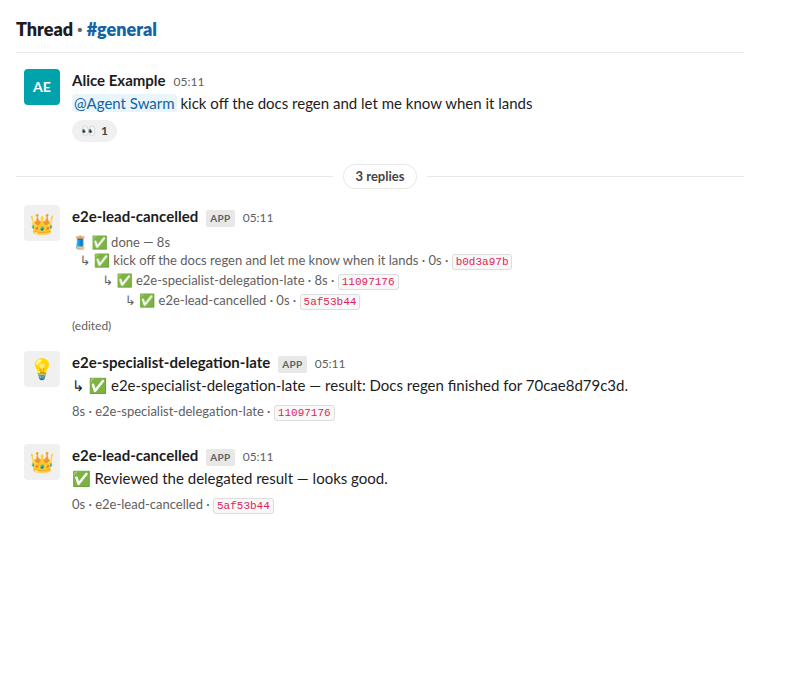 Thread • #general
AE
Alice Example 05:11
@Agent Swarm kick off the docs regen and let me know when it lands
👀 1
3 replies
e2e-lead-cancelled APP 05:11
🧵 ✅ done — 8s
↳ ✅ kick off the docs regen and let me know when it lands · 0s · b0d3a97b
↳ ✅ e2e-specialist-delegation-late · 8s · 11097176
↳ ✅ e2e-lead-cancelled · 0s · 5af53b44
(edited)
e2e-specialist-delegation-late APP 05:11
↳ ✅ e2e-specialist-delegation-late — result: Docs regen finished for 70cae8d79c3d.
8s · e2e-specialist-delegation-late · 11097176
e2e-lead-cancelled APP 05:11
✅ Reviewed the delegated result — looks good.
0s · e2e-lead-cancelled · 5af53b44